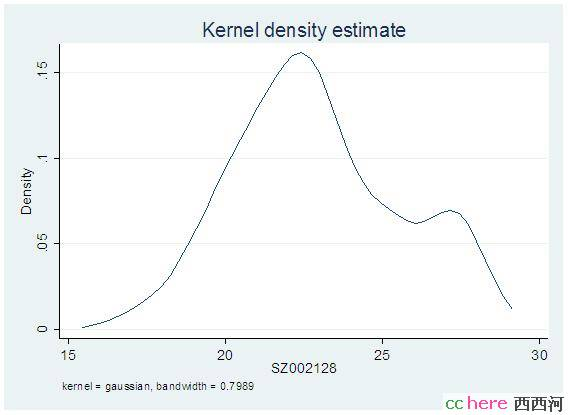 Kernel density estimate
.15
.1
.05
0
Density
15 20 25 30
SZ002128
kernel = gaussian, bandwidth = 0.7989
cchere 西西河